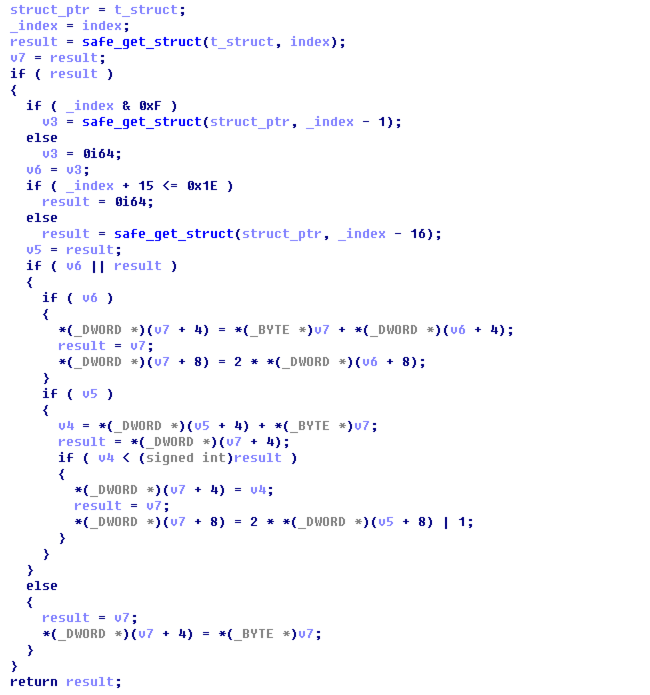 struct_ptr = t_struct;
_index = index;
result = safe_get_struct(t_struct, index);
v7 = result;
if ( result )
{
  if ( _index & 0xF )
    v3 = safe_get_struct(struct_ptr, _index - 1);
  else
    v3 = 0i64;
  v6 = v3;
  if ( _index + 15 <= 0x1E )
    result = 0i64;
  else
    result = safe_get_struct(struct_ptr, _index - 16);
  v5 = result;
  if ( v6 || result )
  {
    if ( v6 )
    {
      *(_DWORD *)(v7 + 4) = *(_BYTE *)v7 + *(_DWORD *)(v6 + 4);
      result = v7;
      *(_DWORD *)(v7 + 8) = 2 * *(_DWORD *)(v6 + 8);
    }
    if ( v5 )
    {
      v4 = *(_DWORD *)(v5 + 4) + *(_BYTE *)v7;
      result = *(_DWORD *)(v7 + 4);
      if ( v4 < (signed int)result )
      {
        *(_DWORD *)(v7 + 4) = v4;
        result = v7;
        *(_DWORD *)(v7 + 8) = 2 * *(_DWORD *)(v5 + 8) | 1;
      }
    }
  }
  else
  {
    result = v7;
    *(_DWORD *)(v7 + 4) = *(_BYTE *)v7;
  }
}
return result;